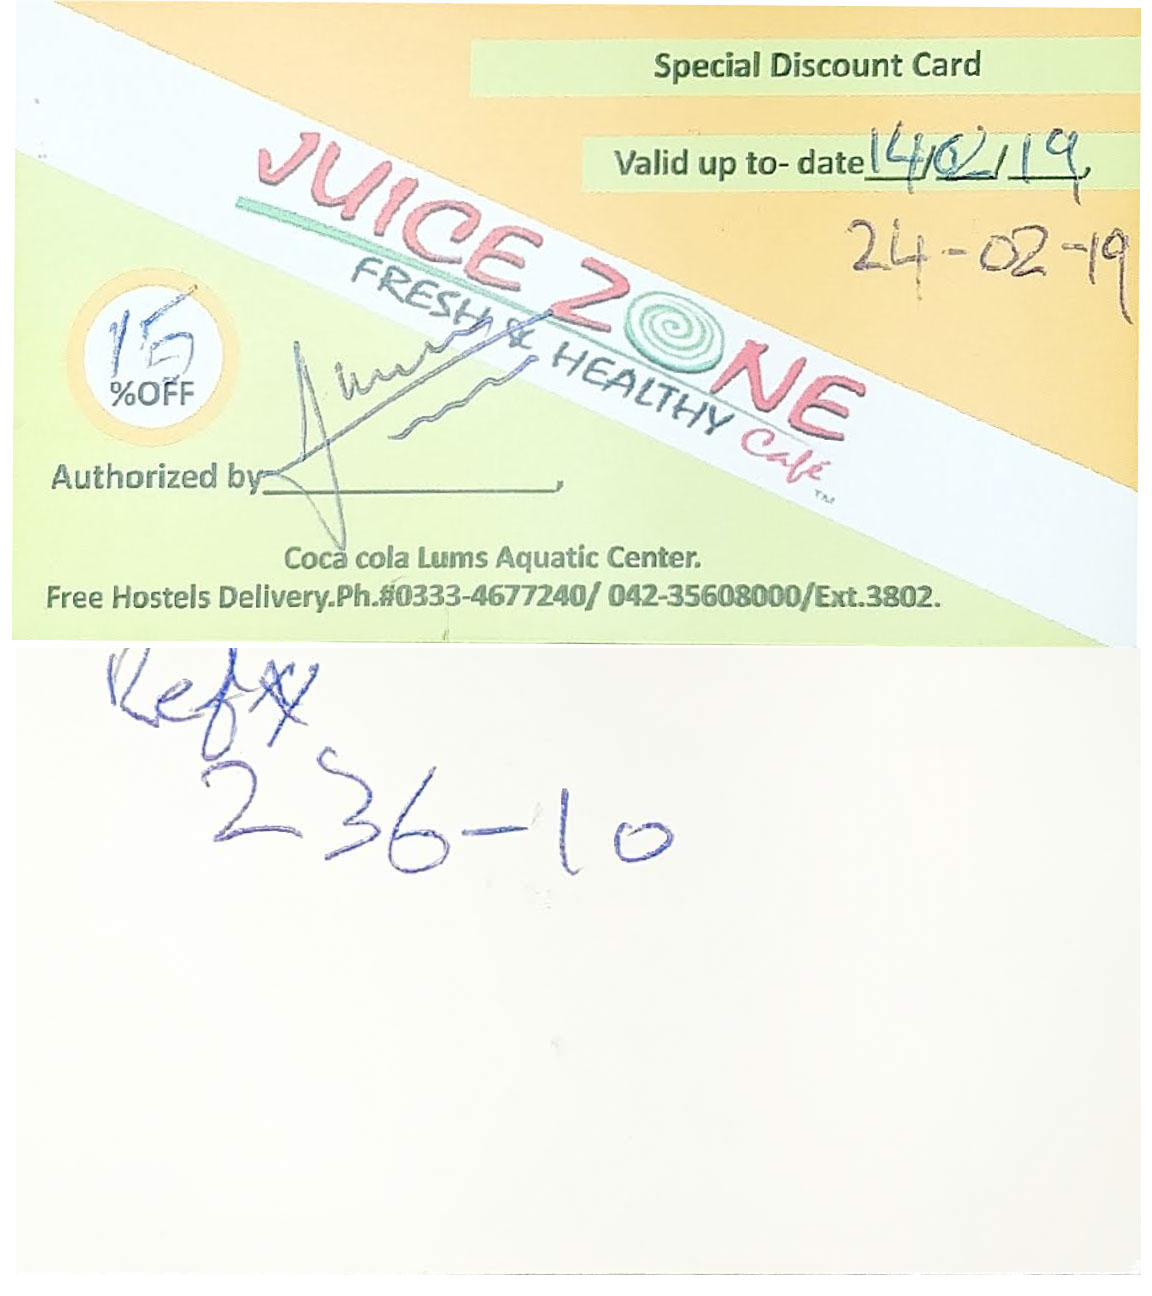 Special Discount Card
Valid up to- date 14/02/19
24-02-19
JUICE ZONE
FRESH & HEALTHY Café
TM
15
%OFF
Authorized by
Coca cola Lums Aquatic Center.
Free Hostels Delivery.Ph.#0333-4677240/ 042-35608000/Ext.3802.
Ref#
236-10